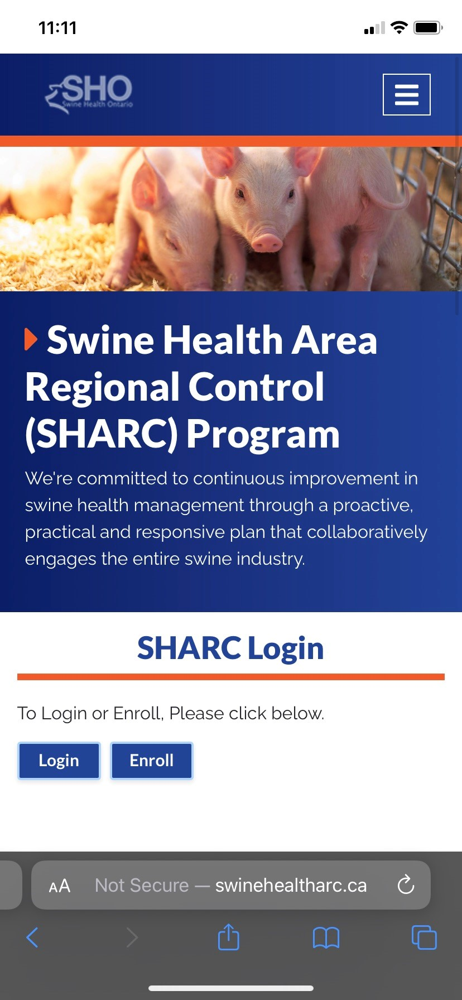 11:11
SHO
Swine Health Ontario
Swine Health Area
Regional Control
(SHARC) Program
We're committed to continuous improvement in
swine health management through a proactive,
practical and responsive plan that collaboratively
engages the entire swine industry.
SHARC Login
To Login or Enroll, Please click below.
Login Enroll
AA Not Secure — swinehealtharc.ca